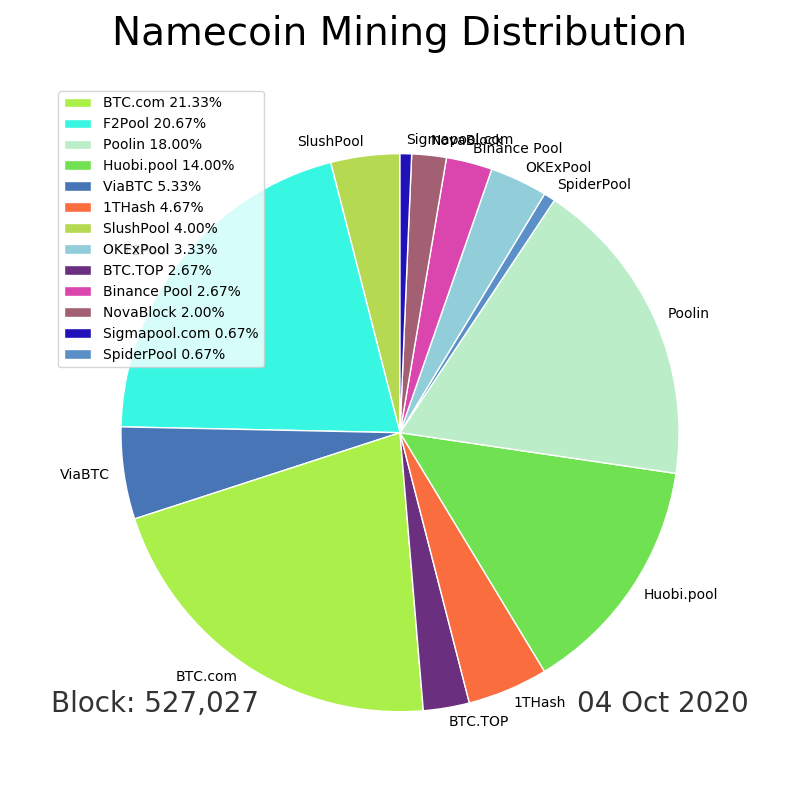 Namecoin Mining Distribution
BTC.com 21.33%
F2Pool 20.67%
Poolin 18.00%
Huobi.pool 14.00%
ViaBTC 5.33%
1THash 4.67%
SlushPool 4.00%
OKExPool 3.33%
BTC.TOP 2.67%
Binance Pool 2.67%
NovaBlock 2.00%
Sigmapool.com 0.67%
SpiderPool 0.67%
SlushPool
Sigmapool.com
NovaBlock
Binance Pool
OKExPool
SpiderPool
Poolin
Huobi.pool
1THash
BTC.TOP
BTC.com
ViaBTC
Block: 527,027
04 Oct 2020